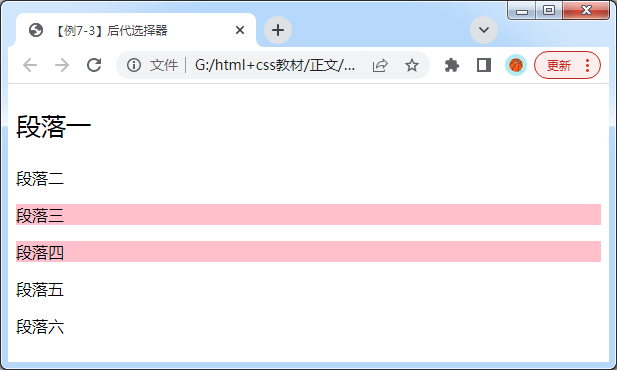 【例7-3】后代选择器
文件 G:/html+css教材/正文/... 更新
段落一
段落二
段落三
段落四
段落五
段落六